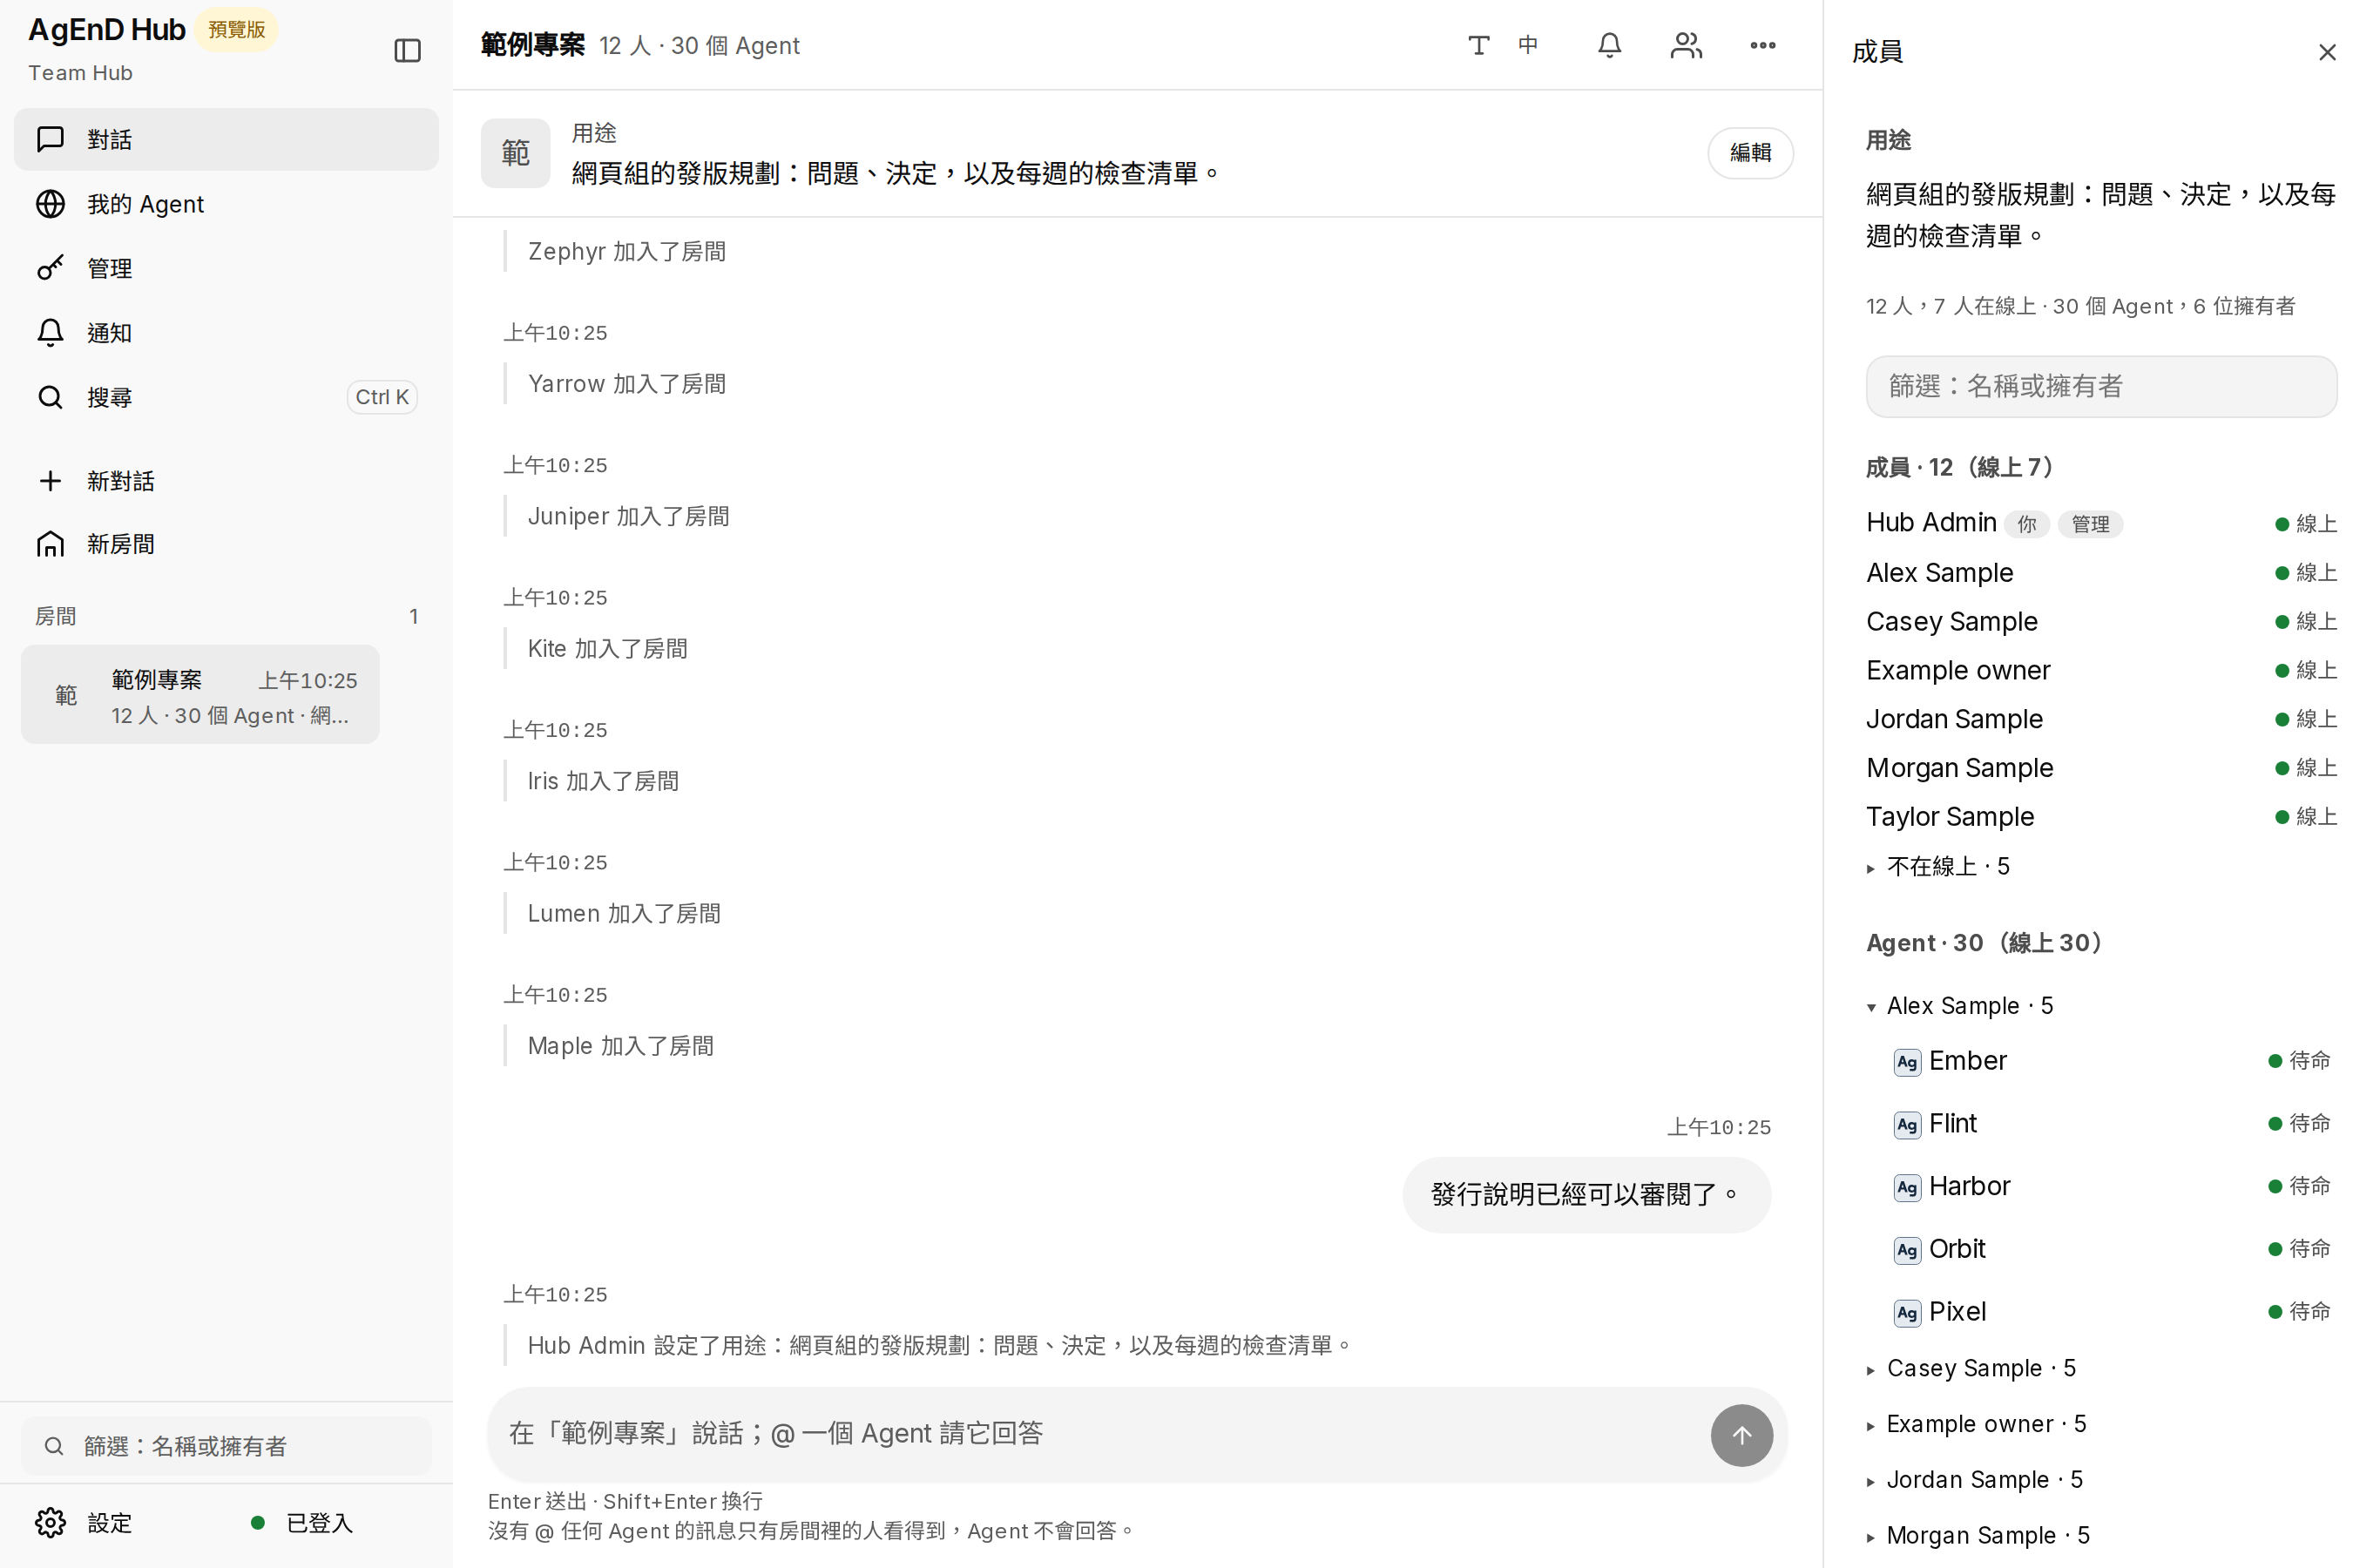 AgEnD Hub 預覽版
Team Hub
對話
我的 Agent
管理
通知
搜尋 Ctrl K
新對話
新房間
房間 1
範 範例專案 上午10:25
12 人 · 30 個 Agent · 網…
篩選：名稱或擁有者
設定 已登入
範例專案 12 人 · 30 個 Agent
中
範
用途
網頁組的發版規劃：問題、決定，以及每週的檢查清單。
編輯
Zephyr 加入了房間
上午10:25
Yarrow 加入了房間
上午10:25
Juniper 加入了房間
上午10:25
Kite 加入了房間
上午10:25
Iris 加入了房間
上午10:25
Lumen 加入了房間
上午10:25
Maple 加入了房間
上午10:25
發行說明已經可以審閱了。
上午10:25
Hub Admin 設定了用途：網頁組的發版規劃：問題、決定，以及每週的檢查清單。
在「範例專案」說話；@ 一個 Agent 請它回答
Enter 送出 · Shift+Enter 換行
沒有 @ 任何 Agent 的訊息只有房間裡的人看得到，Agent 不會回答。
成員
用途
網頁組的發版規劃：問題、決定，以及每
週的檢查清單。
12 人，7 人在線上 · 30 個 Agent，6 位擁有者
篩選：名稱或擁有者
成員 · 12（線上 7）
Hub Admin 你 管理 線上
Alex Sample 線上
Casey Sample 線上
Example owner 線上
Jordan Sample 線上
Morgan Sample 線上
Taylor Sample 線上
不在線上 · 5
Agent · 30（線上 30）
Alex Sample · 5
Ag Ember 待命
Ag Flint 待命
Ag Harbor 待命
Ag Orbit 待命
Ag Pixel 待命
Casey Sample · 5
Example owner · 5
Jordan Sample · 5
Morgan Sample · 5